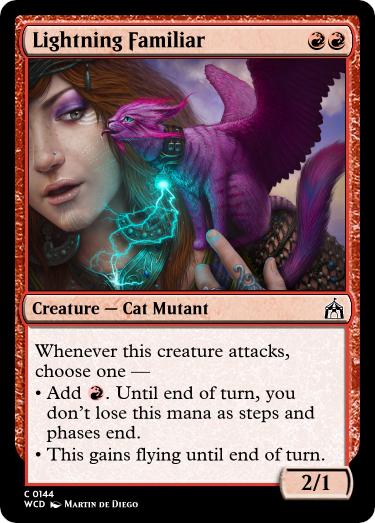 Lightning Familiar
Creature — Cat Mutant
Whenever this creature attacks,
choose one —
• Add R. Until end of turn, you
don't lose this mana as steps and
phases end.
• This gains flying until end of turn.
2/1
C 0144
WCD Martin de Diego